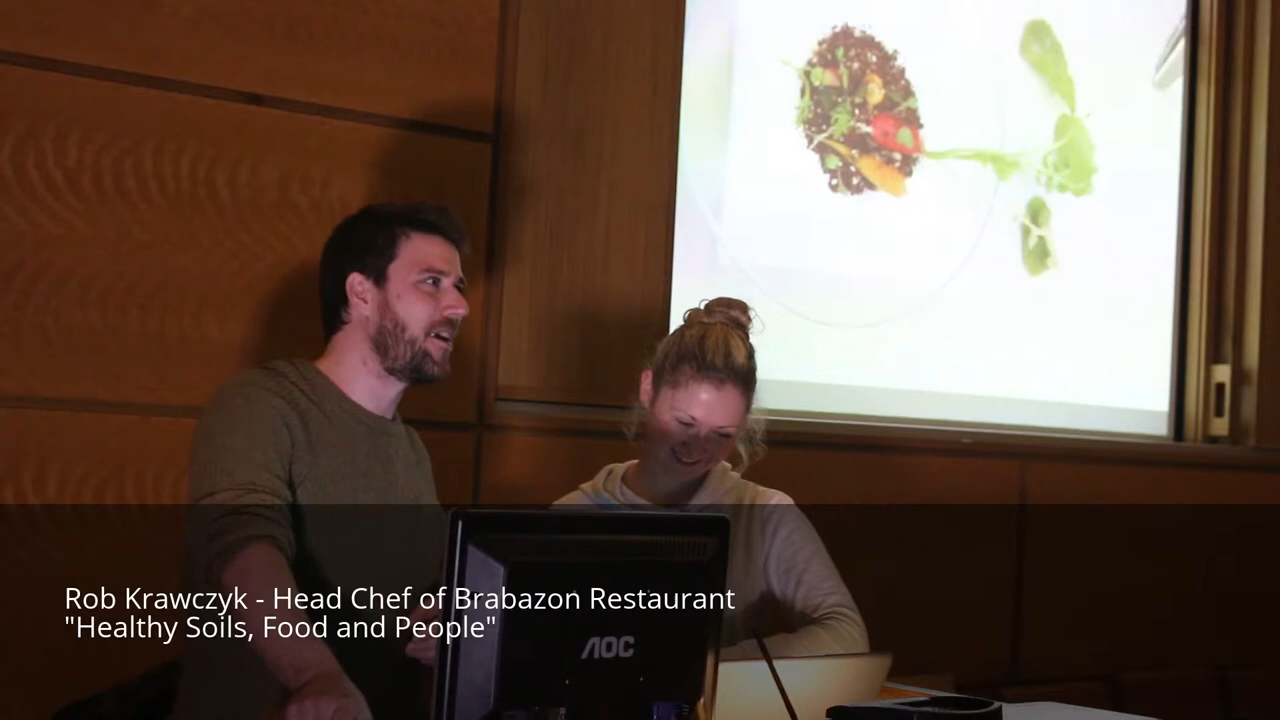 Rob Krawczyk - Head Chef of Brabazon Restaurant
"Healthy Soils, Food and People"
AOC